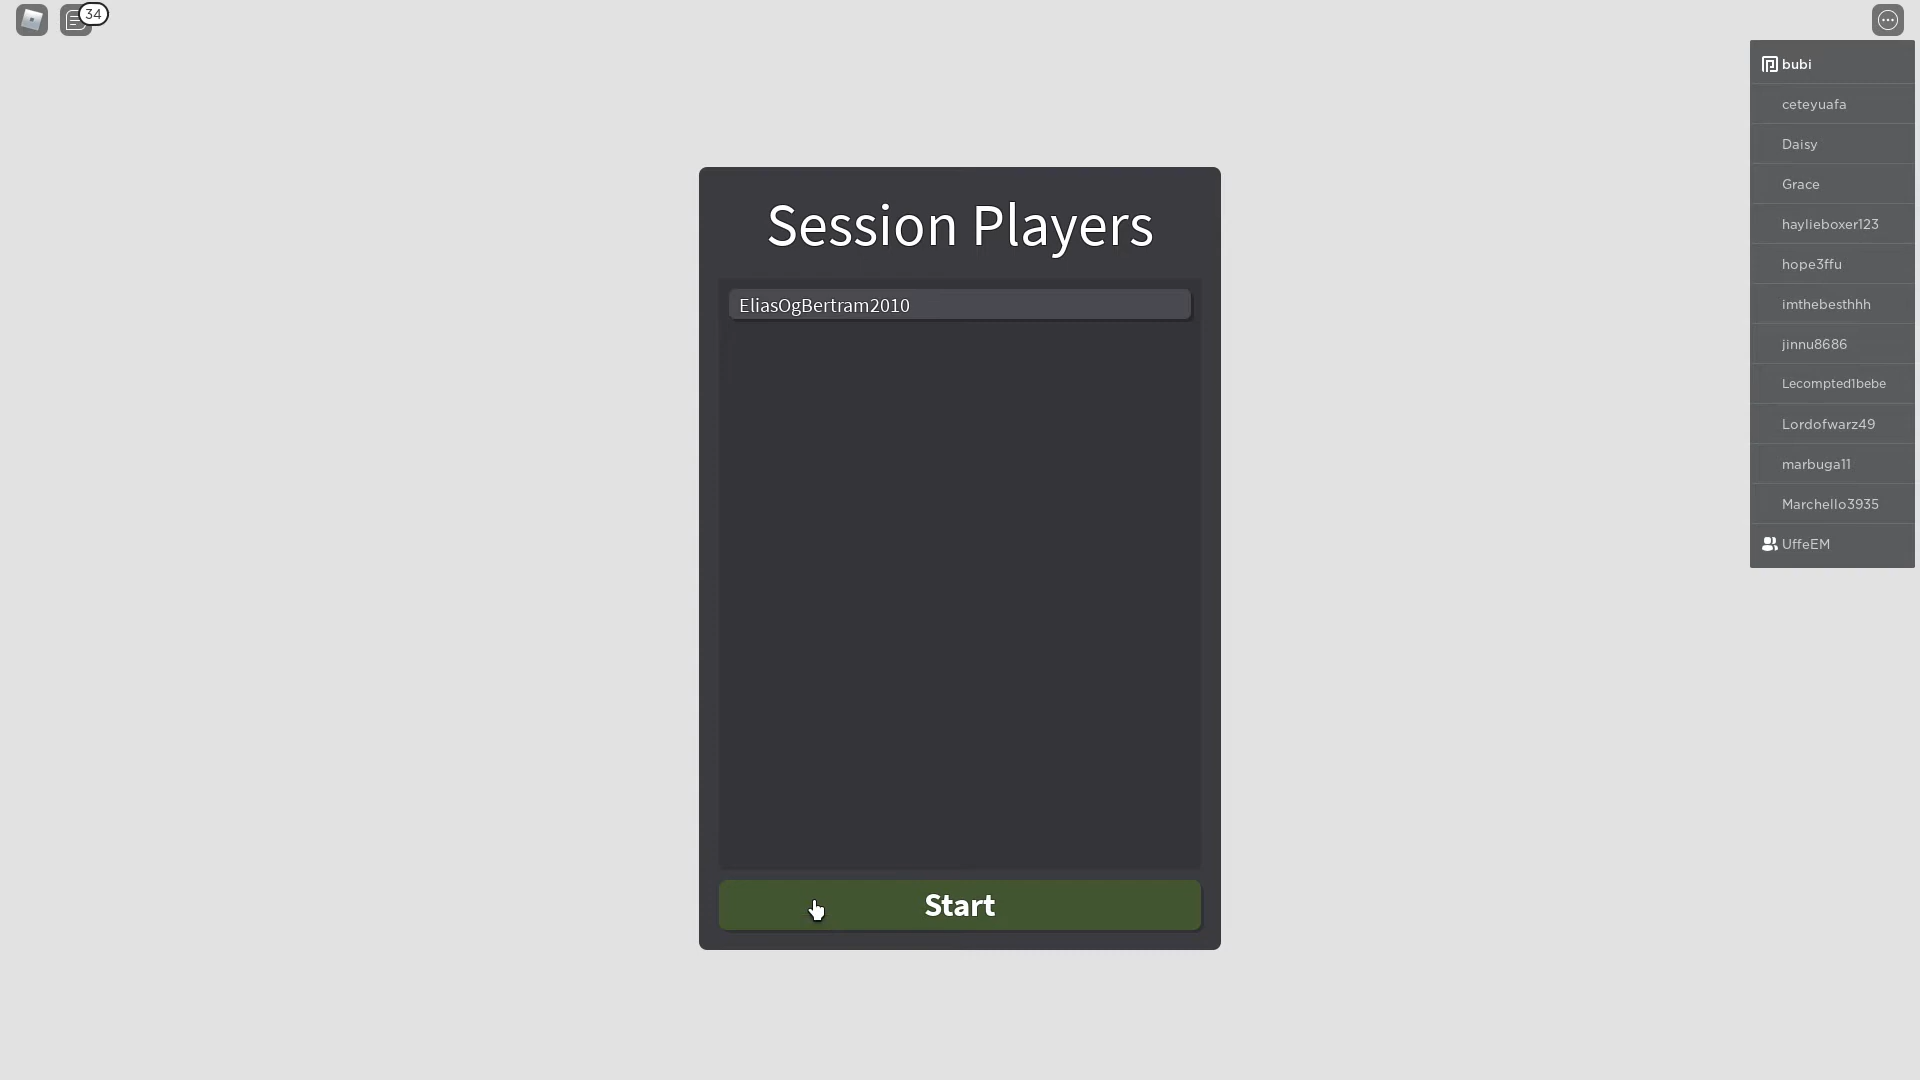 34
Session Players
EliasOgBertram2010
Start
bubi
ceteyuafa
Daisy
Grace
haylieboxer123
hope3ffu
imthebesthhh
jinnu8686
Lecompted1bebe
Lordofwarz49
marbuga11
Marchello3935
UffeEM